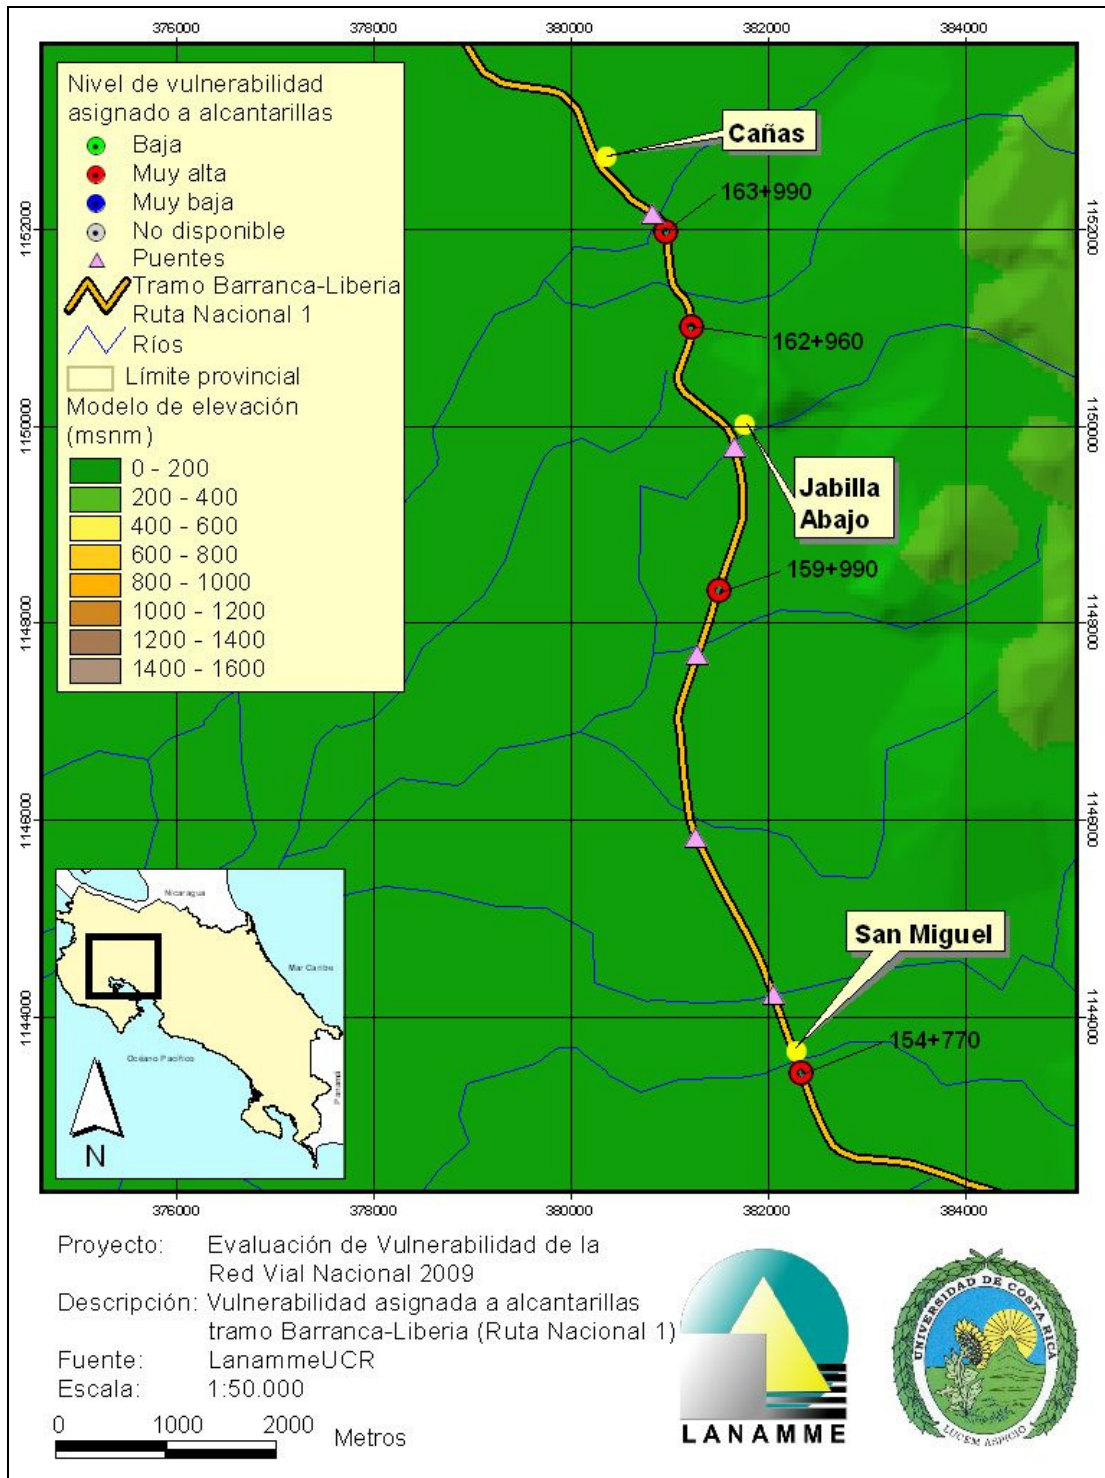 376000 378000 380000 382000 384000
Nivel de vulnerabilidad
asignado a alcantarillas
Baja
Muy alta
Muy baja
No disponible
Puentes
Tramo Barranca-Liberia
Ruta Nacional 1
Ríos
Límite provincial
Modelo de elevación
(msnm)
0 - 200
200 - 400
400 - 600
600 - 800
800 - 1000
1000 - 1200
1200 - 1400
1400 - 1600
Cañas
163+990
162+960
Jabilla
Abajo
159+990
San Miguel
154+770
1152000
1150000
1148000
1146000
1144000
1152000
1150000
1148000
1146000
1144000
Nicaragua
Mar Caribe
Océano Pacífico
Panamá
N
376000 378000 380000 382000 384000
Proyecto: Evaluación de Vulnerabilidad de la
Red Vial Nacional 2009
Descripción: Vulnerabilidad asignada a alcantarillas
tramo Barranca-Liberia (Ruta Nacional 1)
Fuente: LanammeUCR
Escala: 1:50.000
0 1000 2000
Metros
LANAMME
UNIVERSIDAD DE COSTA RICA
LUCEM ASPICIO